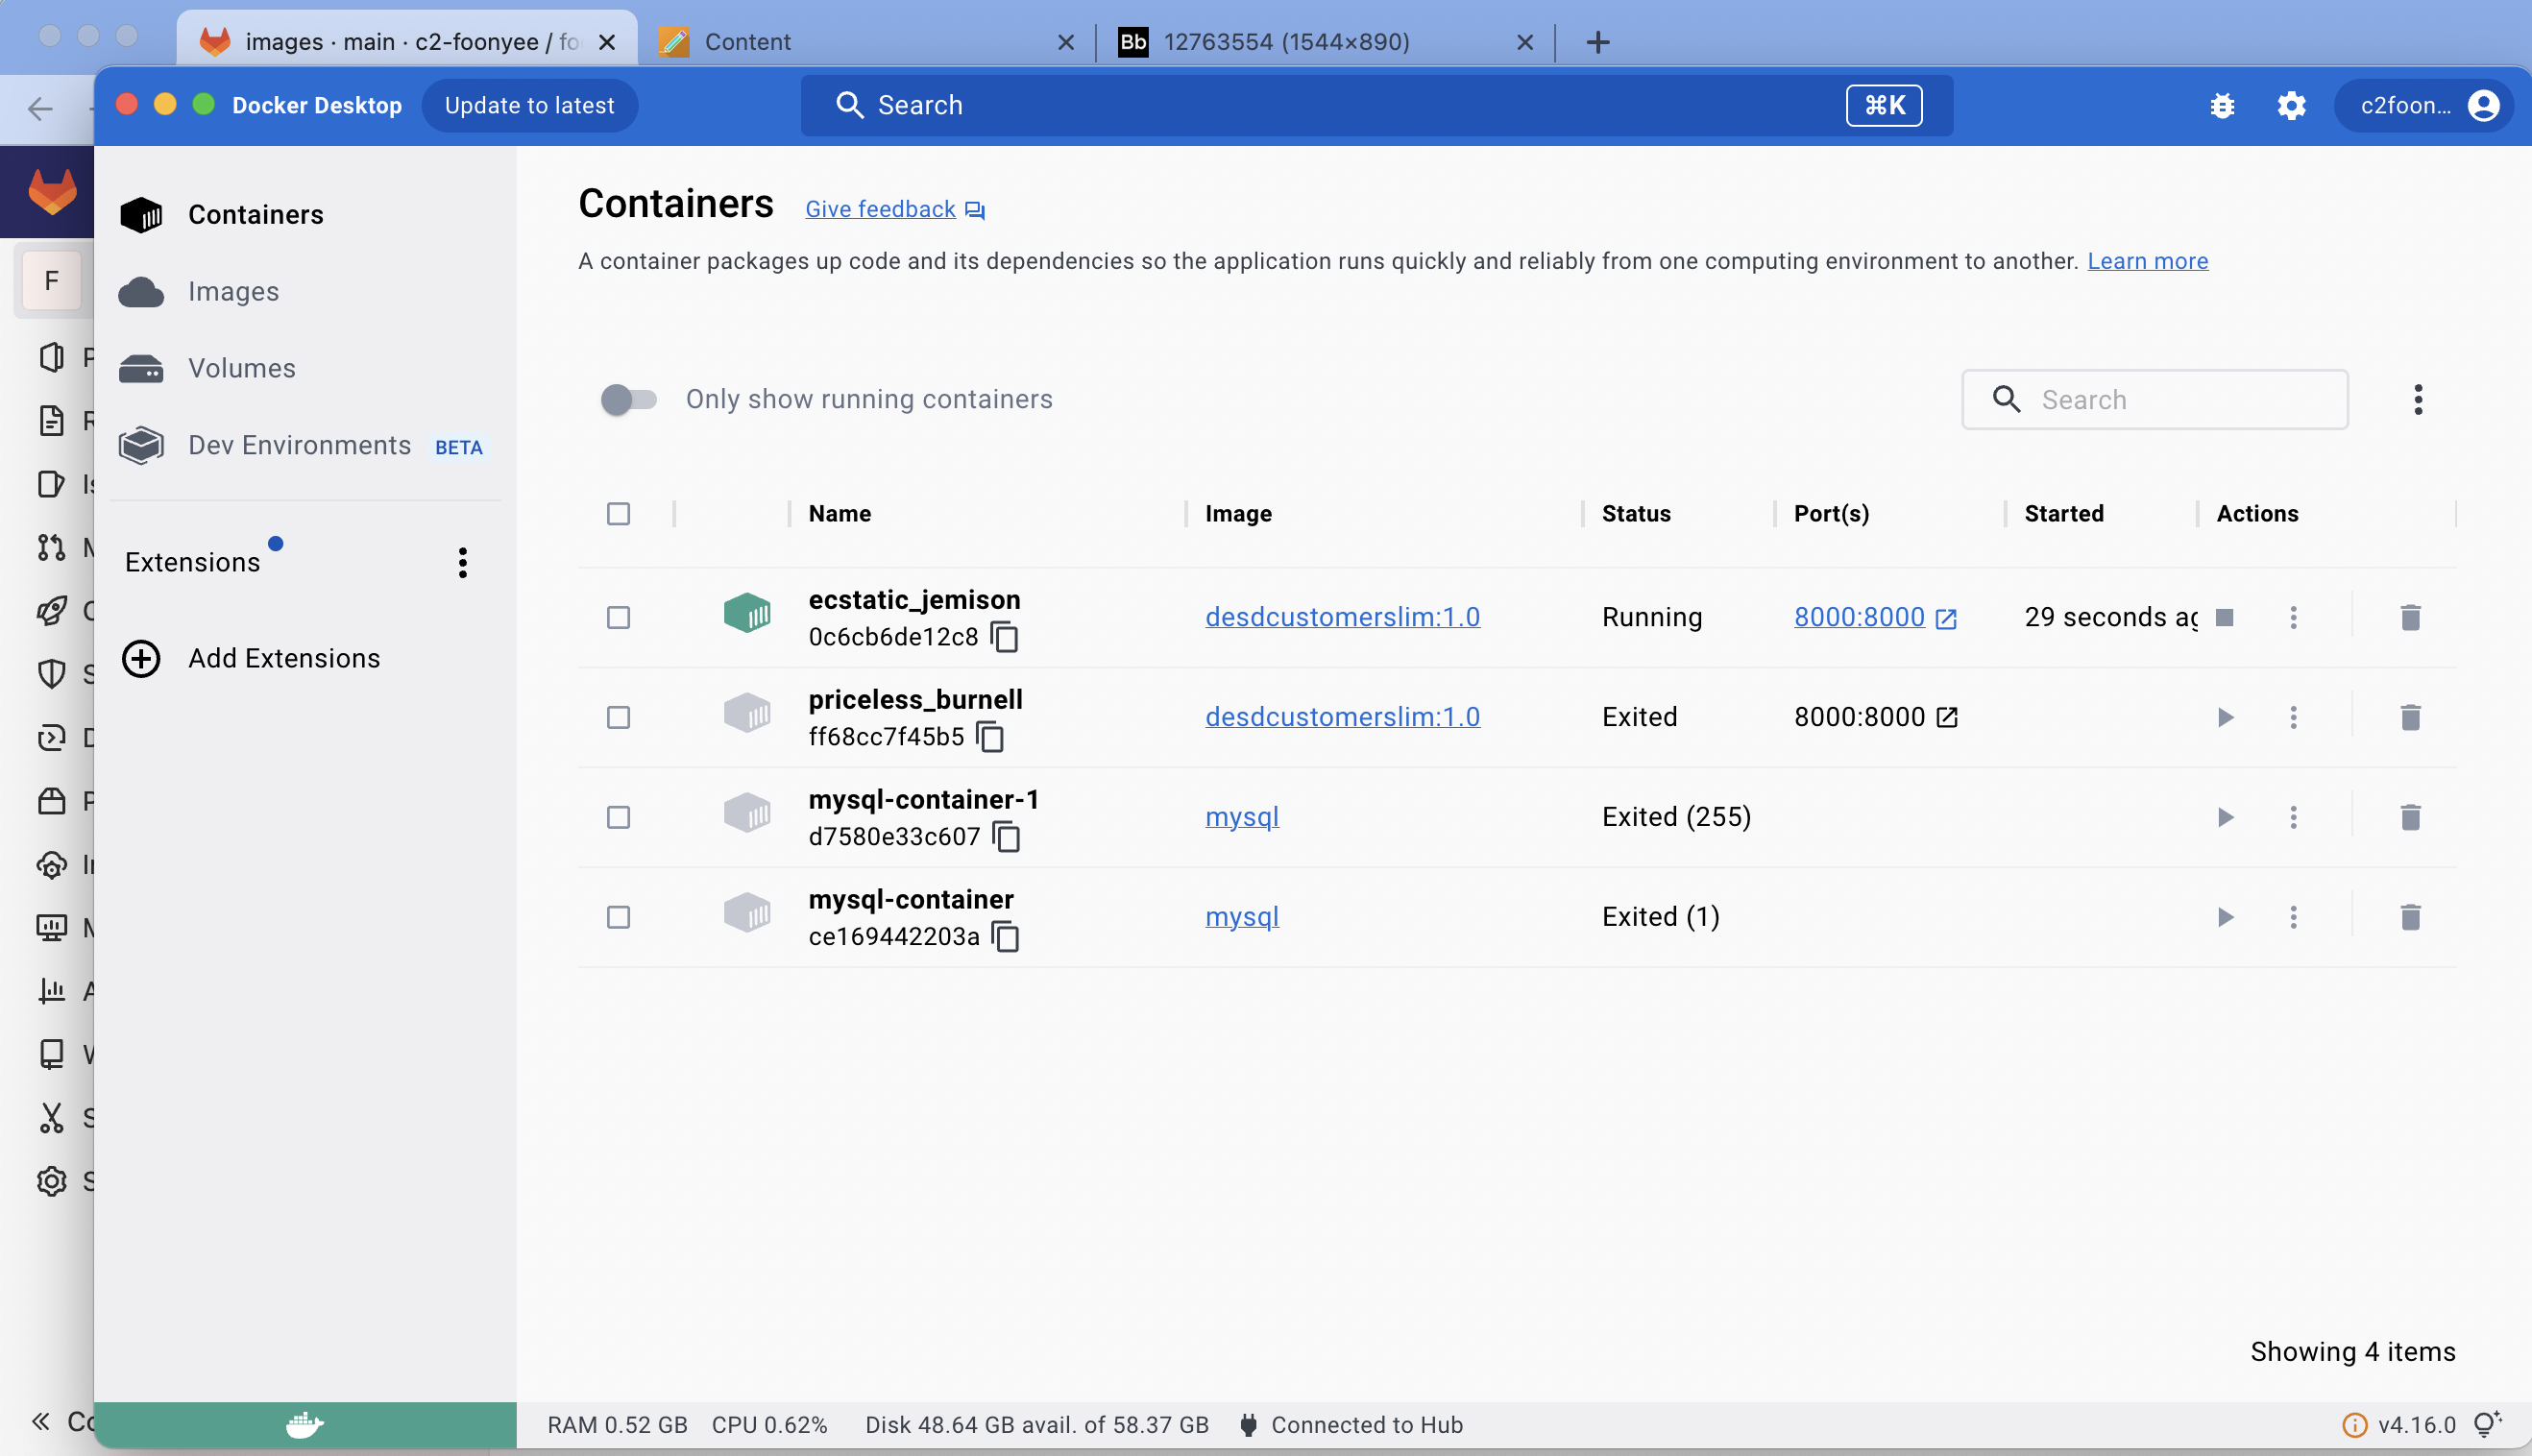 images · main · c2-foonyee / fo
Content
Bb 12763554 (1544×890)
Docker Desktop
Update to latest
Search
⌘K
c2foon...
F
Containers
Images
Volumes
Dev Environments BETA
Extensions
Add Extensions
Containers Give feedback
A container packages up code and its dependencies so the application runs quickly and reliably from one computing environment to another. Learn more
Only show running containers
Search
Name Image Status Port(s) Started Actions
ecstatic_jemison
0c6cb6de12c8
desdcustomerslim:1.0 Running 8000:8000 29 seconds ag
priceless_burnell
ff68cc7f45b5
desdcustomerslim:1.0 Exited 8000:8000
mysql-container-1
d7580e33c607
mysql Exited (255)
mysql-container
ce169442203a
mysql Exited (1)
Showing 4 items
RAM 0.52 GB CPU 0.62% Disk 48.64 GB avail. of 58.37 GB Connected to Hub
v4.16.0